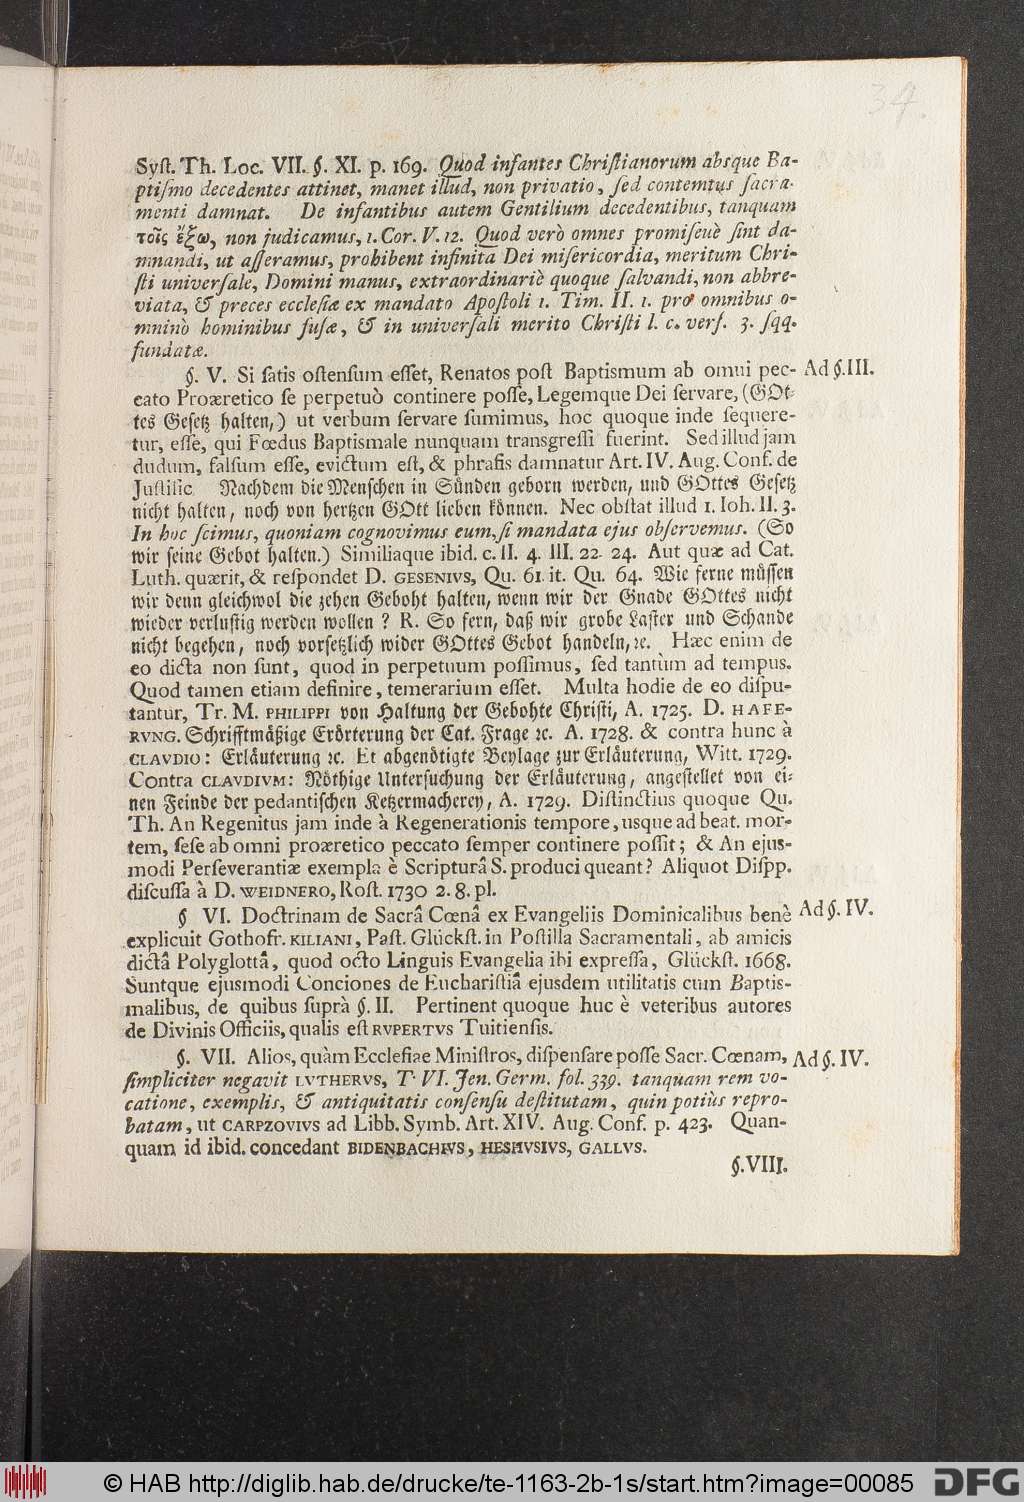 34.
Syſt. Th. Loc. VII. §. XI. p. 169. Quod infantes Chriſtianorum absque Ba-
ptiſmo decedentes attinet, manet illud, non privatio, ſed contemtus ſacra-
menti damnat. De infantibus autem Gentilium decedentibus, tanquam
τοῖς ἔξω, non judicamus, 1. Cor. V. 12. Quod verò omnes promiſeuè ſint da-
mnandi, ut aſſeramus, prohibent infinita Dei miſericordia, meritum Chri-
ſti univerſale, Domini manus, extraordinariè quoque ſalvandi, non abbre-
viata, & preces eccleſiæ ex mandato Apoſtoli 1. Tim. II. 1. pro omnibus o-
mninò hominibus fuſæ, & in univerſali merito Chriſti l. c. verſ. 3. ſqq.
fundatæ.
§. V. Si ſatis oſtenſum eſſet, Renatos poſt Baptismum ab omni pec- Ad §. III.
cato Proæretico ſe perpetuò continere poſſe, Legemque Dei ſervare, (GOt-
tes Geſetz halten,) ut verbum ſervare ſumimus, hoc quoque inde ſequere-
tur, eſſe, qui Fœdus Baptismale nunquam transgreſſi fuerint. Sed illud jam
dudum, falſum eſſe, evictum eſt, & phraſis damnatur Art. IV. Aug. Conf. de
Juſtific. Nachdem die Menſchen in Sünden geborn werden, und GOttes Geſetz
nicht halten, noch von hertzen GOtt lieben können. Nec obſtat illud 1. Ioh. II. 3.
In hoc ſcimus, quoniam cognovimus eum, ſi mandata ejus obſervemus. (So
wir ſeine Gebot halten.) Similiaque ibid. c. II. 4. III. 22- 24. Aut quæ ad Cat.
Luth. quærit, & reſpondet D. GESENIVS, Qu. 61. it. Qu. 64. Wie ferne müſſen
wir denn gleichwol die zehen Geboht halten, wenn wir der Gnade GOttes nicht
wieder verluſtig werden wollen? R. So fern, daß wir grobe Laſter und Schande
nicht begehen, noch vorſetzlich wider GOttes Gebot handeln, ꝛc. Hæc enim de
eo dicta non ſunt, quod in perpetuum poſſimus, ſed tantùm ad tempus.
Quod tamen etiam definire, temerarium eſſet. Multa hodie de eo diſpu-
tantur, Tr. M. PHILIPPI von Haltung der Gebohte Chriſti, A. 1725. D. HAFE-
RVNG. Schrifftmäßige Erörterung der Cat. Frage ꝛc. A. 1728. & contra hunc à
CLAVDIO: Erläuterung ꝛc. Et abgenötigte Beylage zur Erläuterung, Witt. 1729.
Contra CLAVDIVM: Nöthige Unterſuchung der Erläuterung, angeſtellet von ei-
nen Feinde der pedantiſchen Ketzermacherey, A. 1729. Diſtinctius quoque Qu.
Th. An Regenitus jam inde à Regenerationis tempore, usque ad beat. mor-
tem, ſeſe ab omni proæretico peccato ſemper continere poſſit; & An ejus-
modi Perſeverantiæ exempla è Scripturâ S. produci queant? Aliquot Diſpp.
diſcuſſa à D. WEIDNERO, Roſt. 1730 2. 8. pl.
§ VI. Doctrinam de Sacrâ Cœnâ ex Evangeliis Dominicalibus benè Ad §. IV.
explicuit Gothofr. KILIANI, Paſt. Glückſt. in Poſtilla Sacramentali, ab amicis
dictâ Polyglottâ, quod octo Linguis Evangelia ibi expreſſa, Glückſt. 1668.
Suntque ejusmodi Conciones de Euchariſtiâ ejusdem utilitatis cum Baptis-
malibus, de quibus ſuprà §. II. Pertinent quoque huc è veteribus autores
de Divinis Officiis, qualis eſt RVPERTVS Tuitienſis.
§. VII. Alios, quàm Eccleſiae Miniſtros, diſpenſare poſſe Sacr. Cœnam, Ad §. IV.
ſimpliciter negavit LVTHERVS, T. VI. Jen. Germ. fol. 339. tanquam rem vo-
catione, exemplis, & antiquitatis conſenſu deſtitutam, quin potiùs repro-
batam, ut CARPZOVIVS ad Libb. Symb. Art. XIV. Aug. Conf. p. 423. Quan-
quam id ibid. concedant BIDENBACHIVS, HESHVSIVS, GALLVS.
§. VIII.
© HAB http://diglib.hab.de/drucke/te-1163-2b-1s/start.htm?image=00085 DFG